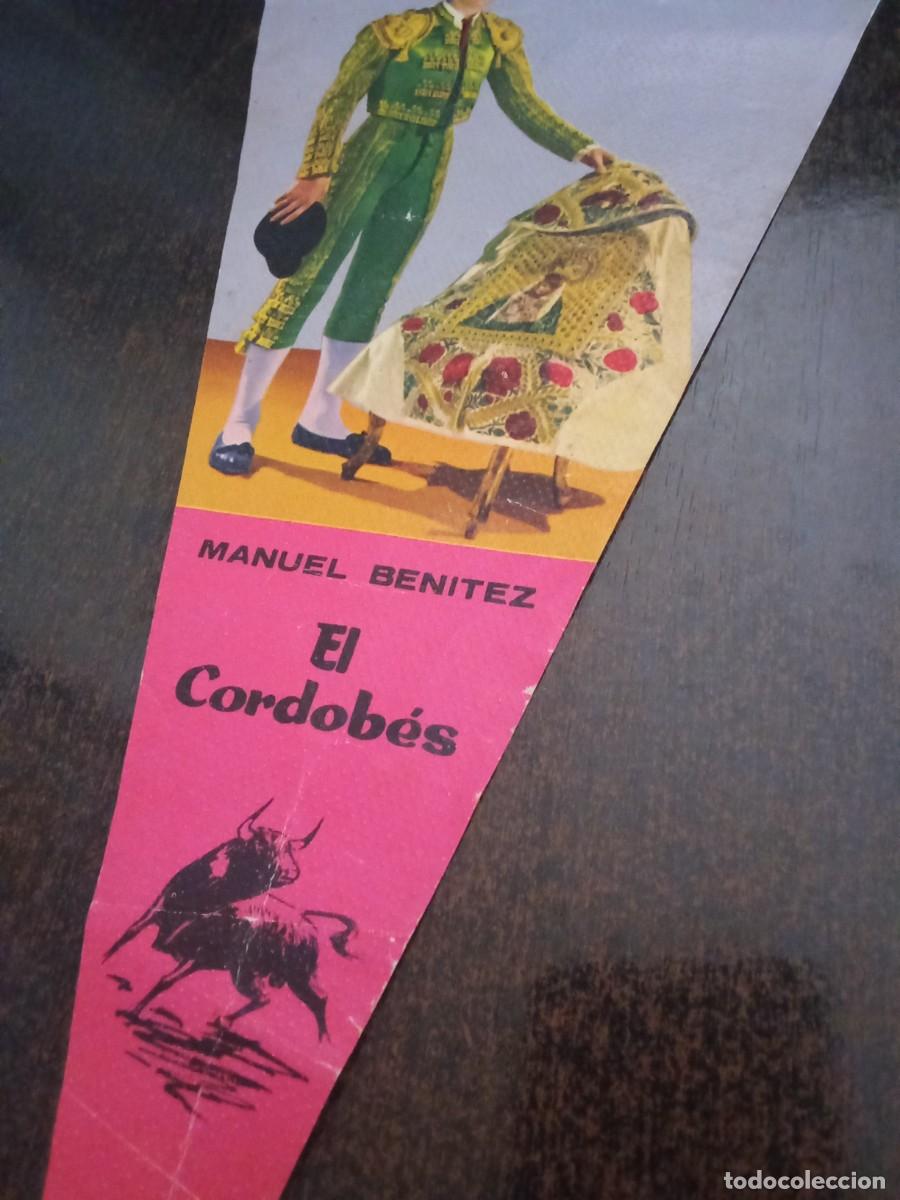 MANUEL BENITEZ
El
Cordobés
todocoleccion